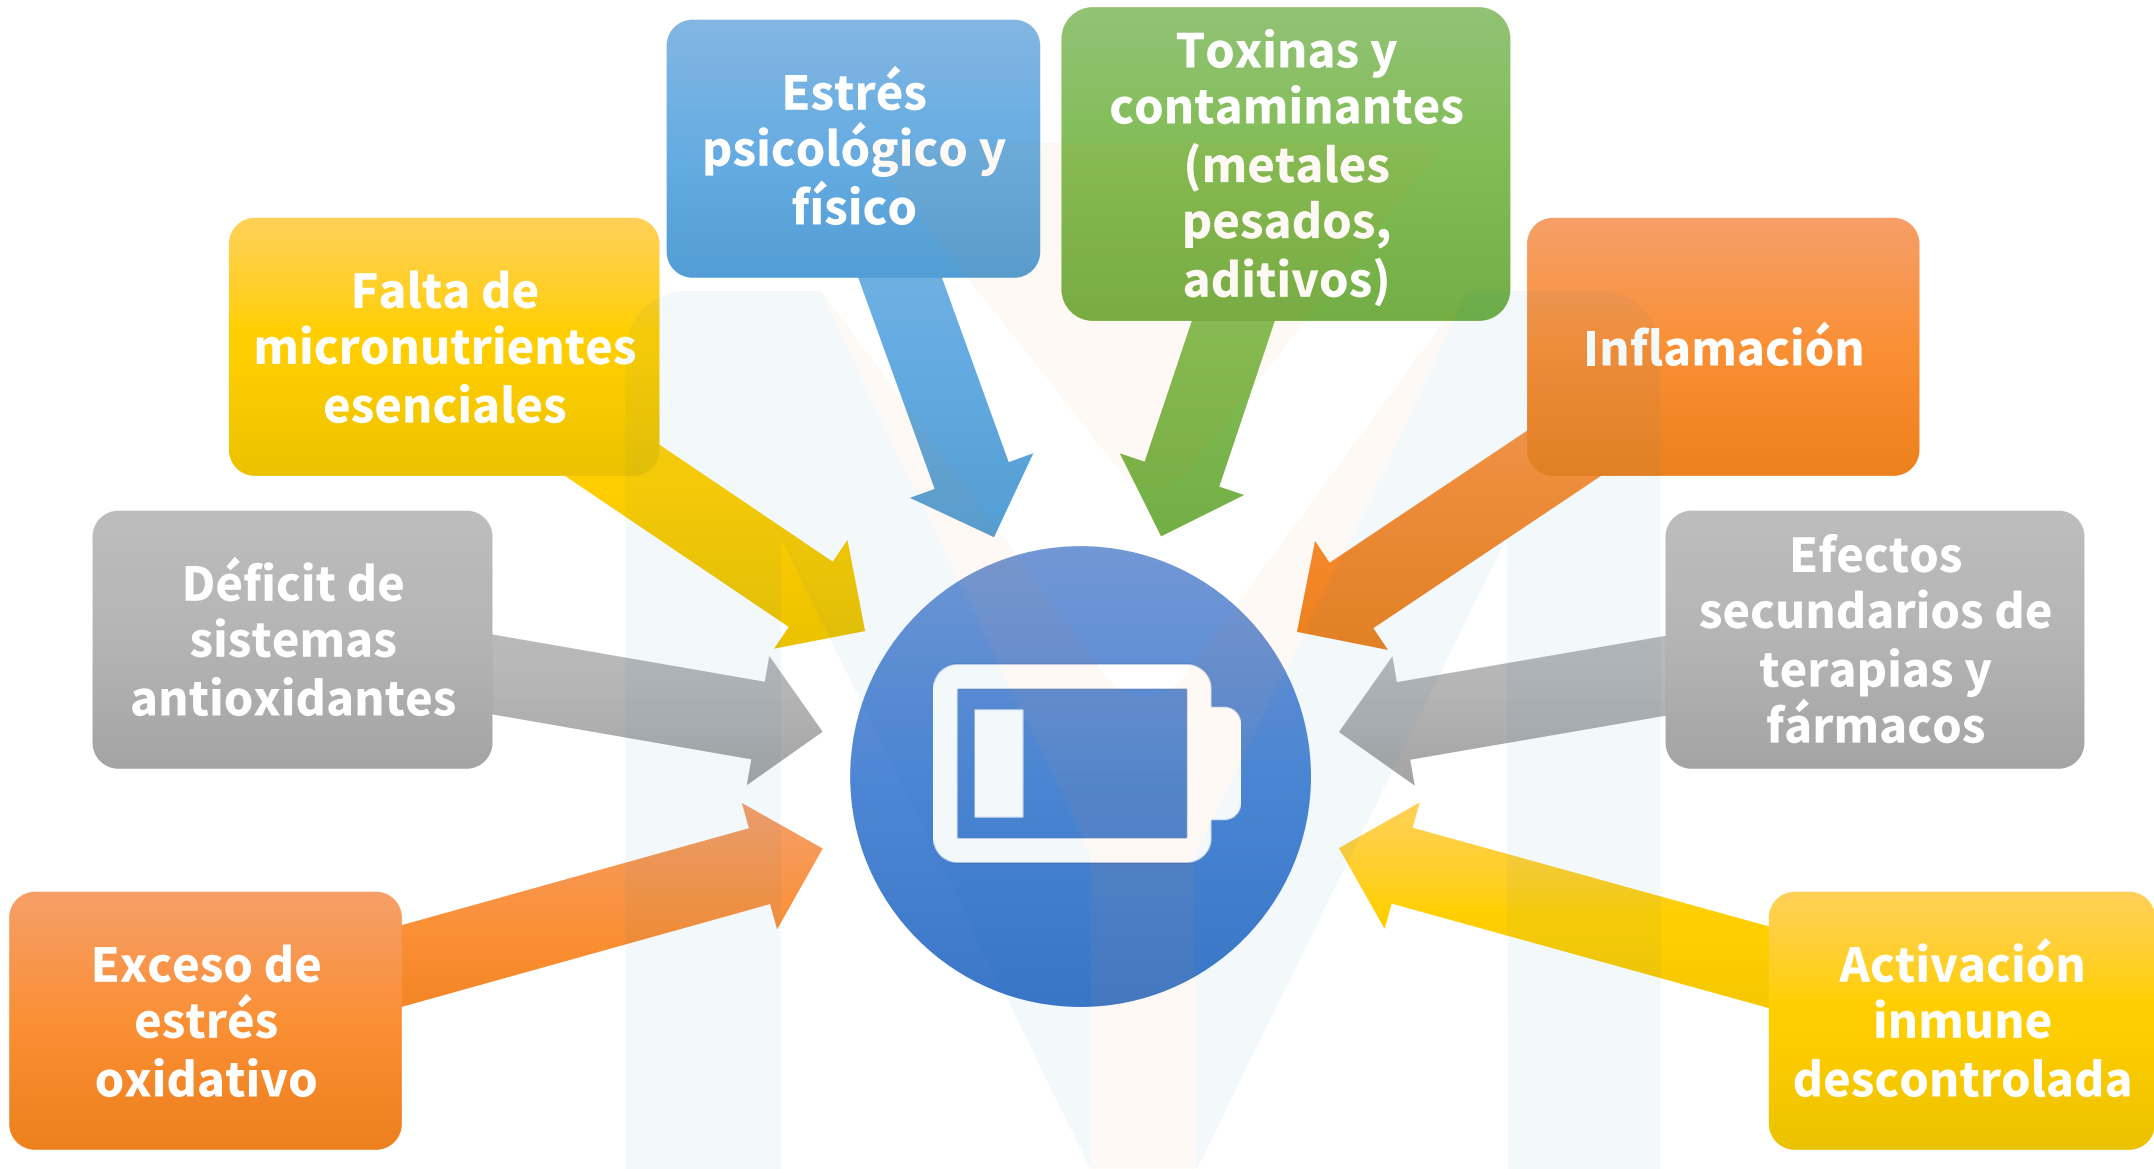 Estrés
psicológico y
físico
Toxinas y
contaminantes
(metales
pesados,
aditivos)
Falta de
micronutrientes
esenciales
Inflamación
Déficit de
sistemas
antioxidantes
Efectos
secundarios de
terapias y
fármacos
Exceso de
estrés
oxidativo
Activación
inmune
descontrolada